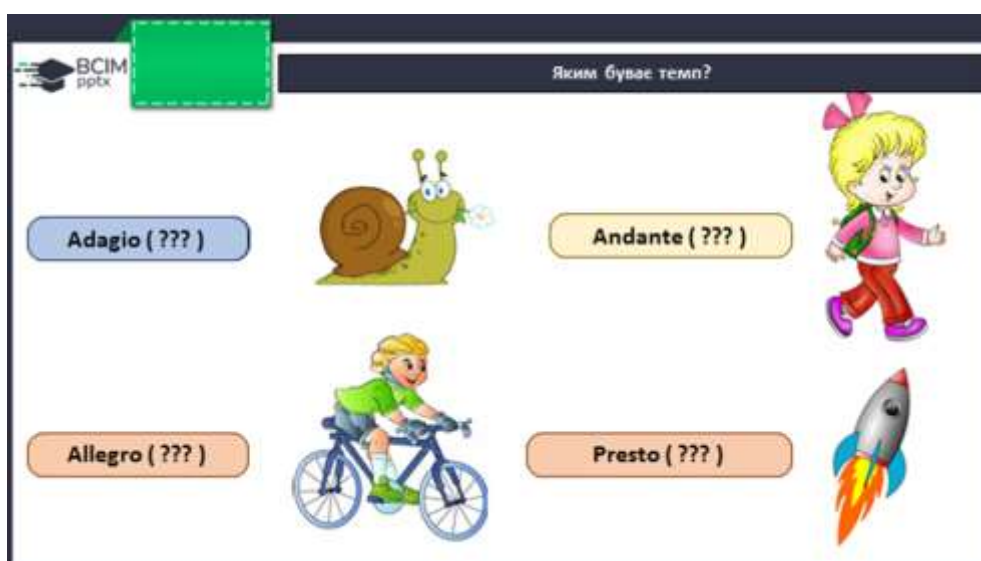 ВСІМ
pptx
Яким буває темп?
Adagio ( ??? )
Andante ( ??? )
Allegro ( ??? )
Presto ( ??? )